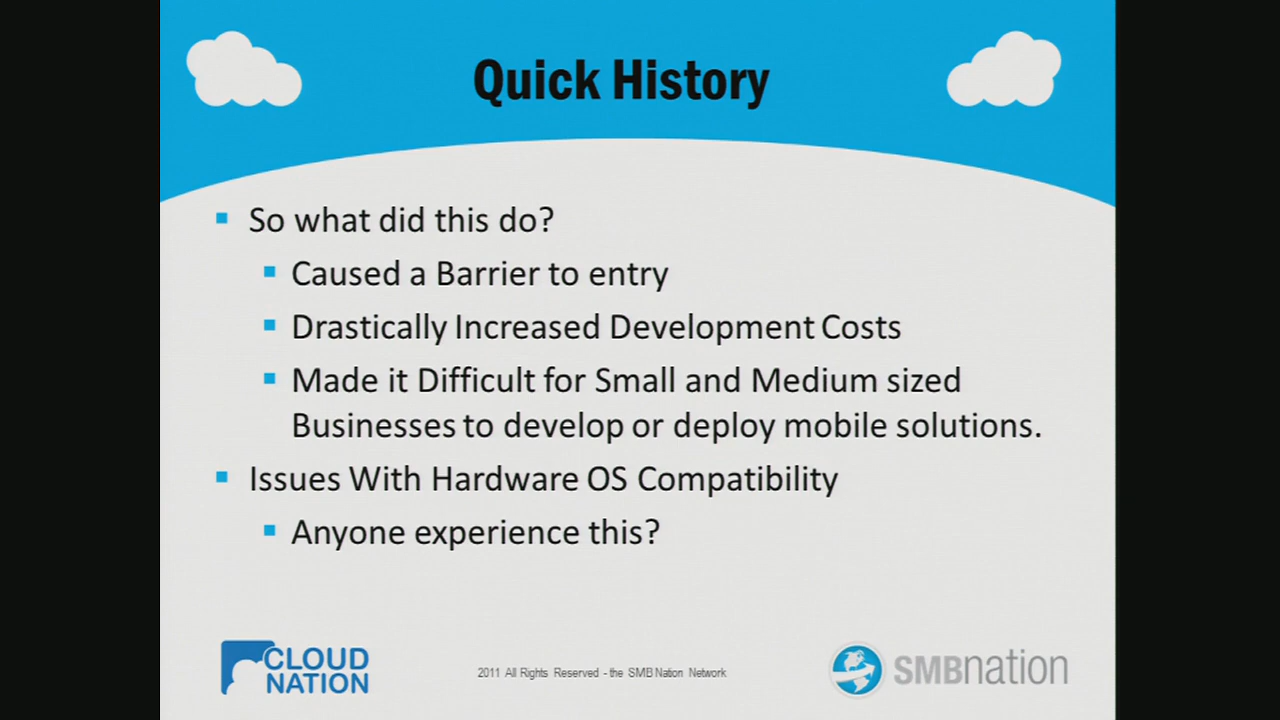 Quick History
So what did this do?
Caused a Barrier to entry
Drastically Increased Development Costs
Made it Difficult for Small and Medium sized
Businesses to develop or deploy mobile solutions.
Issues With Hardware OS Compatibility
Anyone experience this?
CLOUD
NATION
2011 All Rights Reserved - the SMB Nation Network
SMBnation